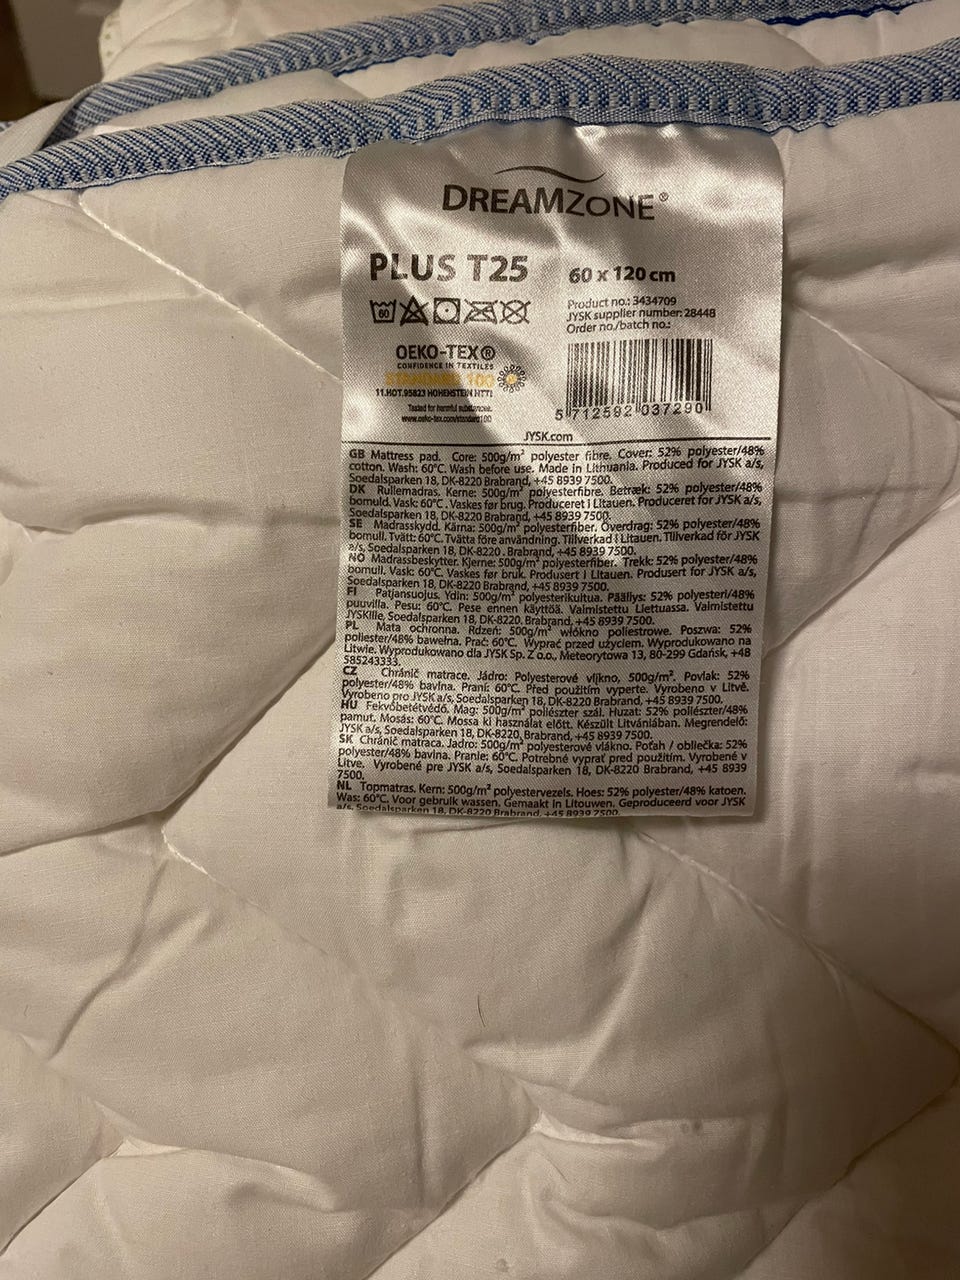 DREAMZONE®
PLUS T25 60 x 120 cm
Product no.: 3434709
JYSK supplier number: 28448
Order no./batch no.:
60
OEKO-TEX®
CONFIDENCE IN TEXTILES
STANDARD 100
11.HOT.95823 HOHENSTEIN HTTI
Tested for harmful substances.
www.oeko-tex.com/standard100
5 712592 037290
JYSK.com
GB Mattress pad. Core: 500g/m² polyester fibre. Cover: 52% polyester/48%
cotton. Wash: 60°C. Wash before use. Made in Lithuania. Produced for JYSK a/s,
Soedalsparken 18, DK-8220 Brabrand, +45 8939 7500.
DK Rullemadras. Kerne: 500g/m² polyesterfibre. Betræk: 52% polyester/48%
bomuld. Vask: 60°C. Vaskes før brug. Produceret i Litauen. Produceret for JYSK a/s,
Soedalsparken 18, DK-8220 Brabrand, +45 8939 7500.
SE Madrasskydd. Kärna: 500g/m² polyesterfiber. Överdrag: 52% polyester/48%
bomull. Tvätt: 60°C. Tvätta före användning. Tillverkad i Litauen. Tillverkad för JYSK
a/s, Soedalsparken 18, DK-8220 . Brabrand, +45 8939 7500.
NO Madrassbeskytter. Kjerne: 500g/m² polyesterfiber. Trekk: 52% polyester/48%
bomull. Vask: 60°C. Vaskes før bruk. Produsert i Litauen. Produsert for JYSK a/s,
Soedalsparken 18, DK-8220 Brabrand, +45 8939 7500.
FI Patjansuojus. Ydin: 500g/m² polyesterikuitua. Päällys: 52% polyesteri/48%
puuvilla. Pesu: 60°C. Pese ennen käyttöä. Valmistettu Liettuassa. Valmistettu
JYSKille, Soedalsparken 18, DK-8220. Brabrand, +45 8939 7500.
PL Mata ochronna. Rdzeń: 500g/m² włókno poliestrowe. Poszwa: 52%
poliester/48% bawełna. Prać: 60°C. Wyprać przed użyciem. Wyprodukowano na
Litwie. Wyprodukowano dla JYSK Sp. Z o.o., Meteorytowa 13, 80-299 Gdańsk, +48
585243333.
CZ Chránič matrace. Jádro: Polyesterové vlýkno, 500g/m². Povlak: 52%
polyester/48% bavlna. Praní: 60°C. Před použitím vyperte. Vyrobeno v Litvě.
Vyrobeno pro JYSK a/s, Soedalsparken 18, DK-8220 Brabrand, +45 8939 7500.
HU Fekvőbetétvédő. Mag: 500g/m² poliészter szál. Huzat: 52% poliészter/48%
pamut. Mosás: 60°C. Mossa ki használat előtt. Készült Litvániában. Megrendelő:
JYSK a/s, Soedalsparken 18, DK-8220 Brabrand, +45 8939 7500.
SK Chránič matraca. Jadro: 500g/m² polyesterové vlákno. Poťah / obliečka: 52%
polyester/48% bavlna. Pranie: 60°C. Potrebné vyprať pred použitím. Vyrobené v
Litve. Vyrobené pre JYSK a/s, Soedalsparken 18, DK-8220 Brabrand, +45 8939
7500.
NL Topmatras. Kern: 500g/m² polyestervezels. Hoes: 52% polyester/48% katoen.
Was: 60°C. Voor gebruik wassen. Gemaakt in Litouwen. Geproduceerd voor JYSK
a/s, Soedalsparken 18, DK-8220 Brabrand, +45 8939 7500.